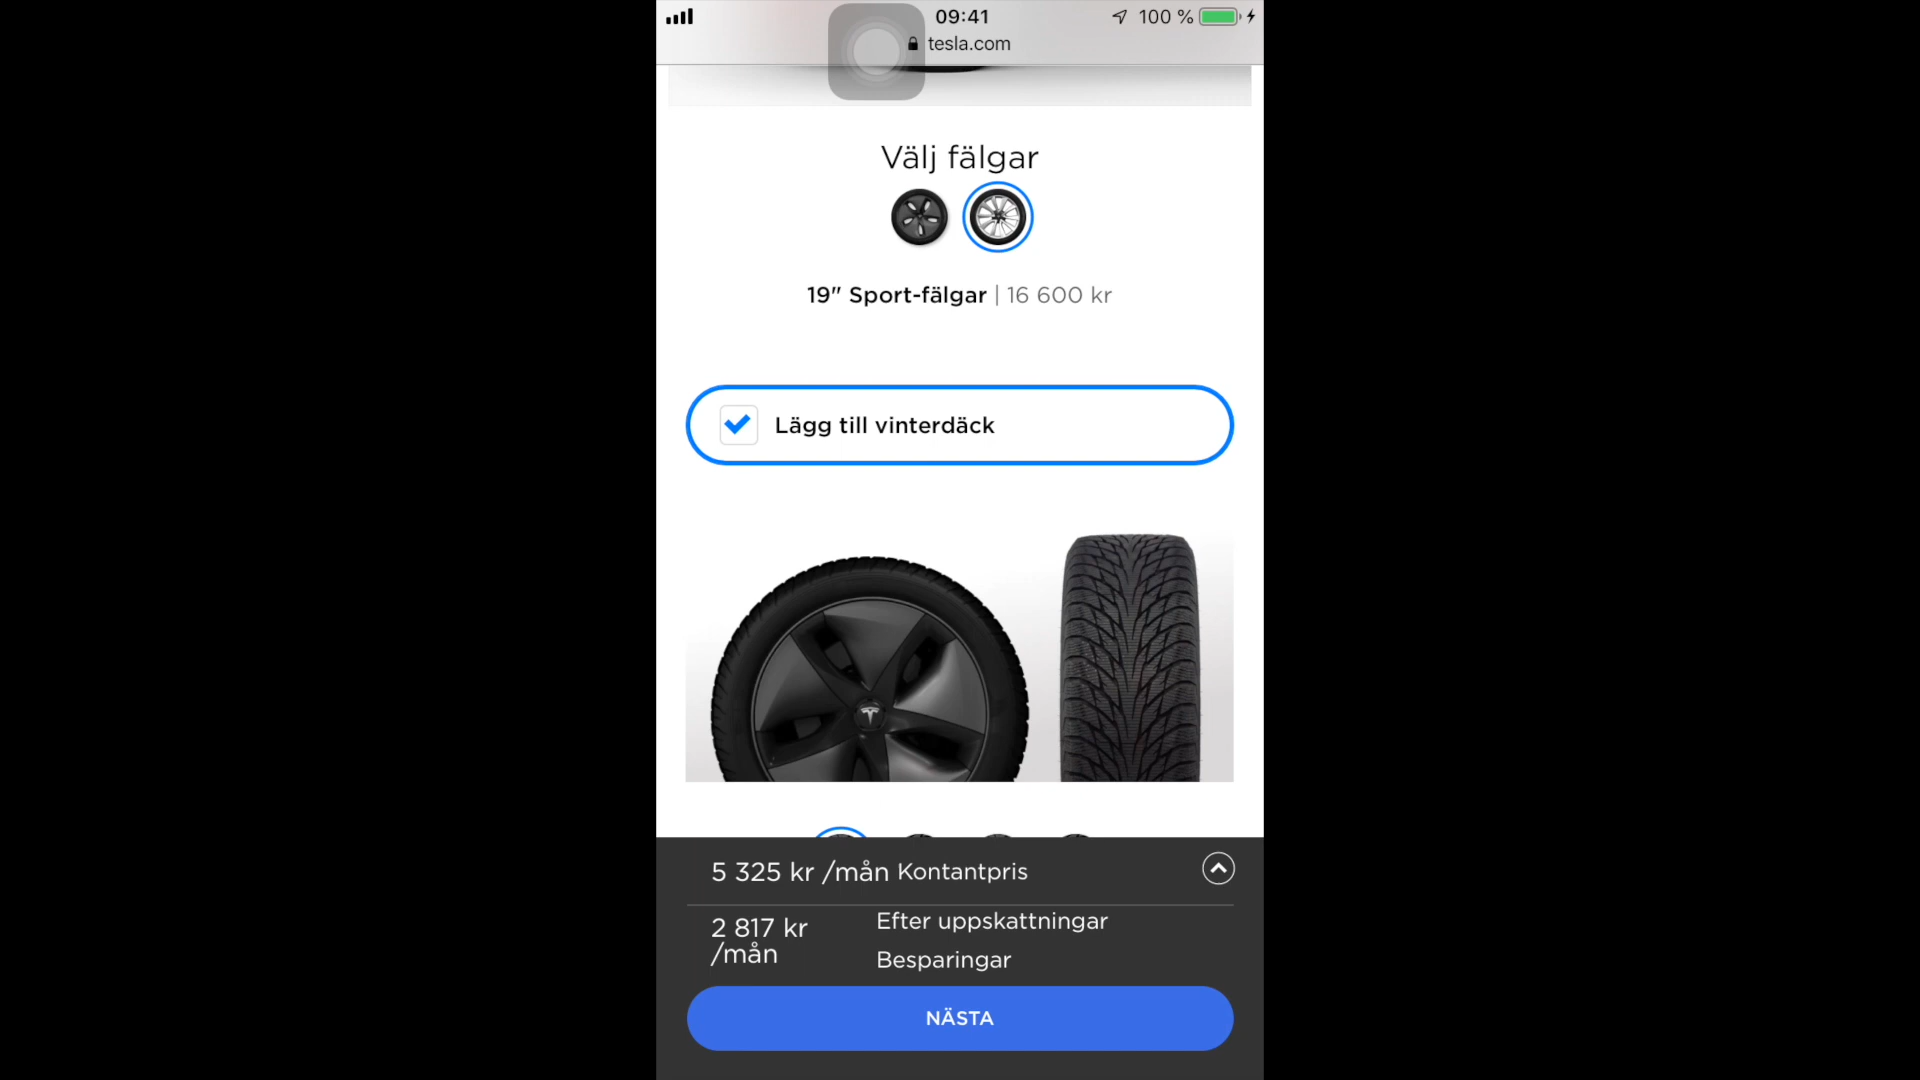 09:41
100 %
tesla.com
Välj fälgar
19" Sport-fälgar | 16 600 kr
Lägg till vinterdäck
5 325 kr /mån Kontantpris
2 817 kr /mån
Efter uppskattningar
Besparingar
NÄSTA